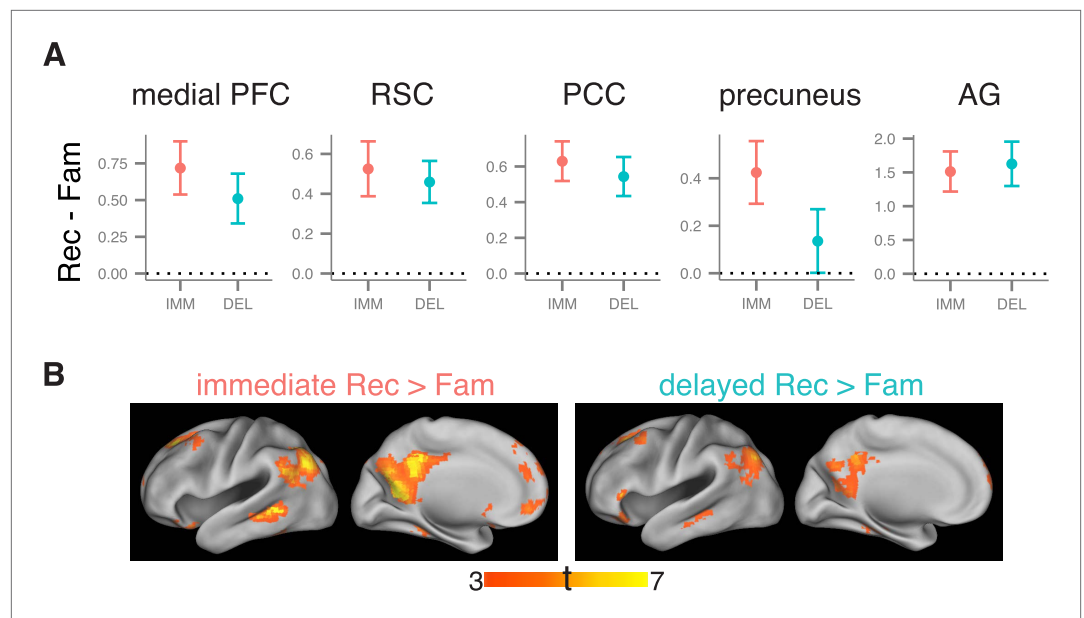 A
medial PFC RSC PCC precuneus AG
Rec - Fam
0.75
0.50
0.25
0.00
IMM DEL
0.6
0.4
0.2
0.0
IMM DEL
0.6
0.4
0.2
0.0
IMM DEL
0.4
0.2
0.0
IMM DEL
2.0
1.5
1.0
0.5
0.0
IMM DEL
B
immediate Rec > Fam delayed Rec > Fam
3 t 7